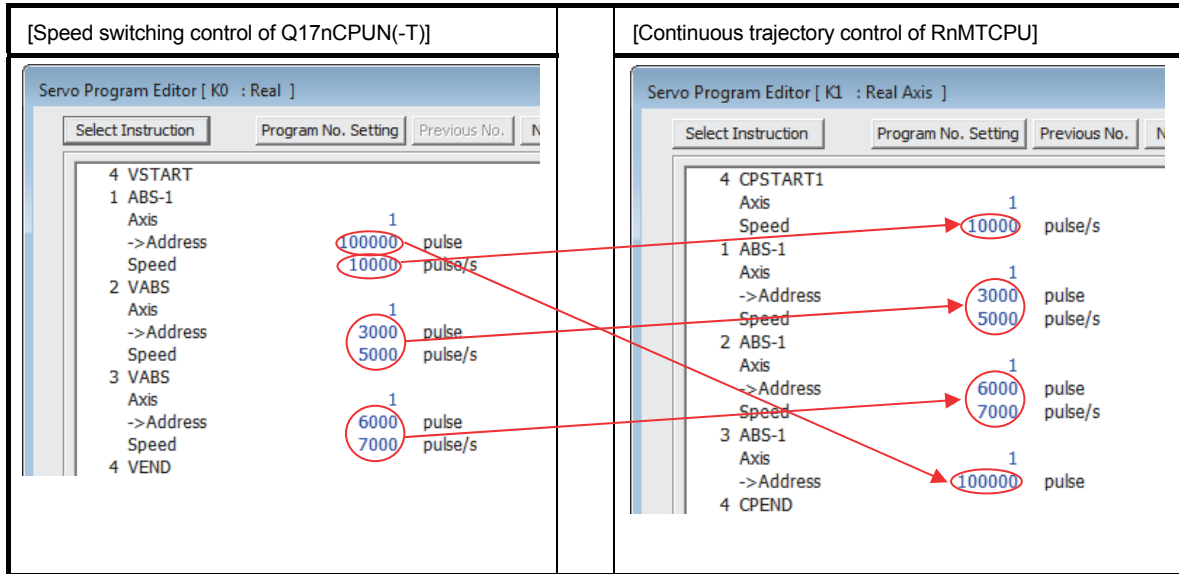 [Speed switching control of Q17nCPUN(-T)]
Servo Program Editor [ K0 : Real ]
Select Instruction Program No. Setting Previous No. N
4 VSTART
1 ABS-1
Axis 1
->Address 100000 pulse
Speed 10000 pulse/s
2 VABS
Axis 1
->Address 3000 pulse
Speed 5000 pulse/s
3 VABS
Axis 1
->Address 6000 pulse
Speed 7000 pulse/s
4 VEND
[Continuous trajectory control of RnMTCPU]
Servo Program Editor [ K1 : Real Axis ]
Select Instruction Program No. Setting Previous No. N
4 CPSTART1
Axis 1
Speed 10000 pulse/s
1 ABS-1
Axis 1
->Address 3000 pulse
Speed 5000 pulse/s
2 ABS-1
Axis 1
->Address 6000 pulse
Speed 7000 pulse/s
3 ABS-1
Axis 1
->Address 100000 pulse
4 CPEND